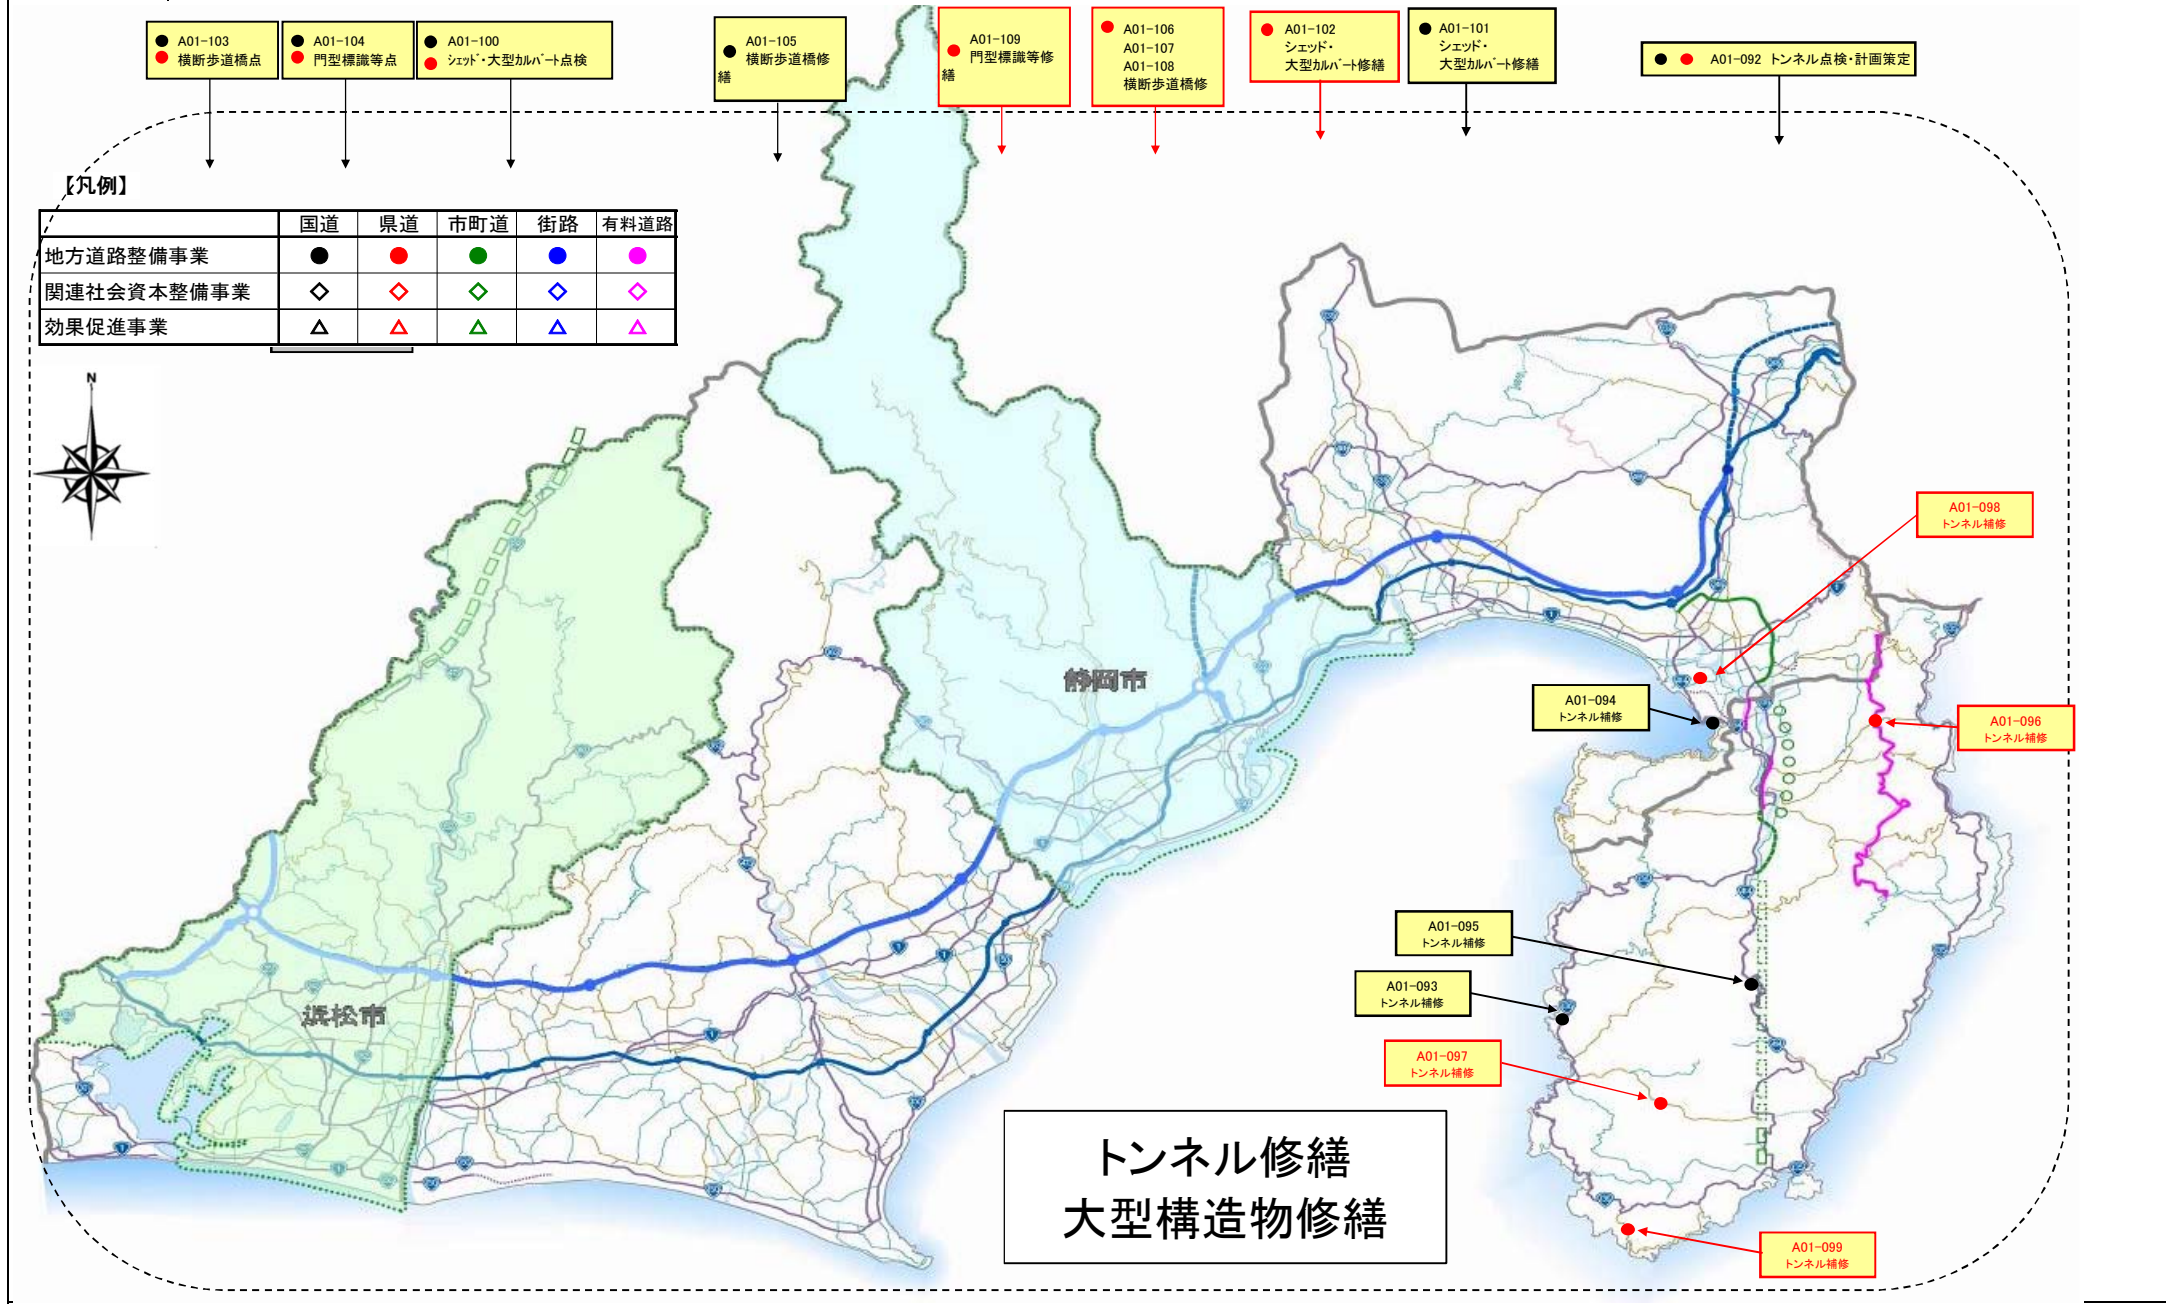 A01-103
横断歩道橋点
A01-104
門型標識等点
A01-100
シェッド・大型カルバート点検
A01-105
横断歩道橋修
繕
A01-109
門型標識等修
繕
A01-106
A01-107
A01-108
横断歩道橋修
A01-102
シェッド・
大型カルバート修繕
A01-101
シェッド・
大型カルバート修繕
A01-092 トンネル点検・計画策定
【凡例】
国道 県道 市町道 街路 有料道路
地方道路整備事業
関連社会資本整備事業
効果促進事業
N
A01-098
トンネル補修
静岡市
A01-094
トンネル補修
A01-096
トンネル補修
A01-095
トンネル補修
A01-093
トンネル補修
浜松市
A01-097
トンネル補修
トンネル修繕
大型構造物修繕
A01-099
トンネル補修